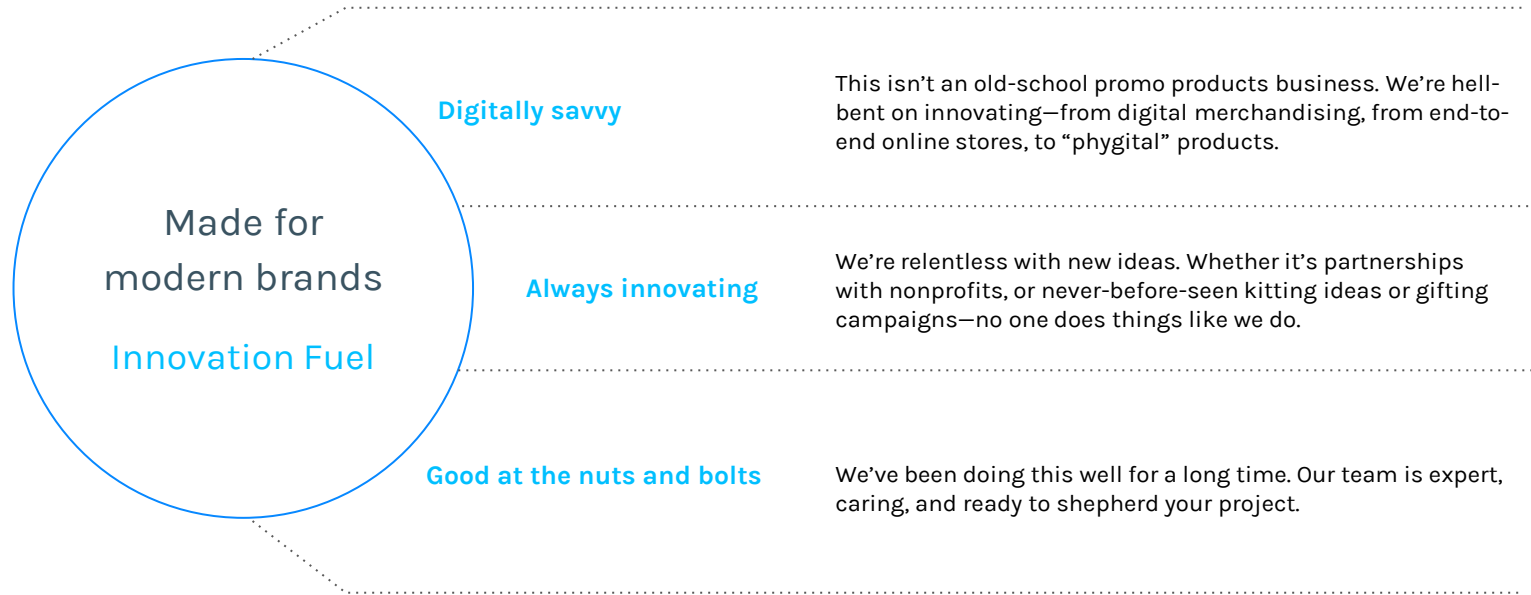 Made for
modern brands
Innovation Fuel
Digitally savvy
This isn’t an old-school promo products business. We’re hell-
bent on innovating—from digital merchandising, from end-to-
end online stores, to “phygital” products.
Always innovating
We’re relentless with new ideas. Whether it’s partnerships
with nonprofits, or never-before-seen kitting ideas or gifting
campaigns—no one does things like we do.
Good at the nuts and bolts
We’ve been doing this well for a long time. Our team is expert,
caring, and ready to shepherd your project.